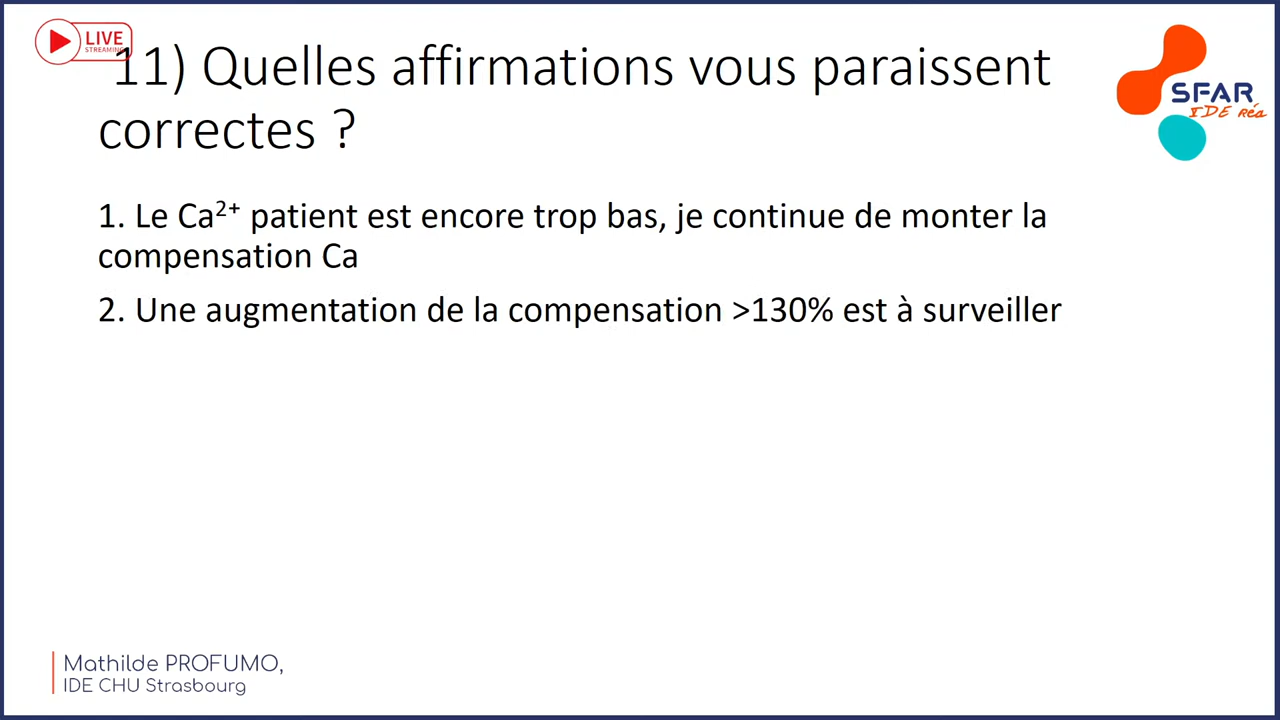 LIVE
STREAMING
11) Quelles affirmations vous paraissent
correctes ?
SFAR
IDE Réa
1. Le Ca²⁺ patient est encore trop bas, je continue de monter la
compensation Ca
2. Une augmentation de la compensation >130% est à surveiller
Mathilde PROFUMO,
IDE CHU Strasbourg